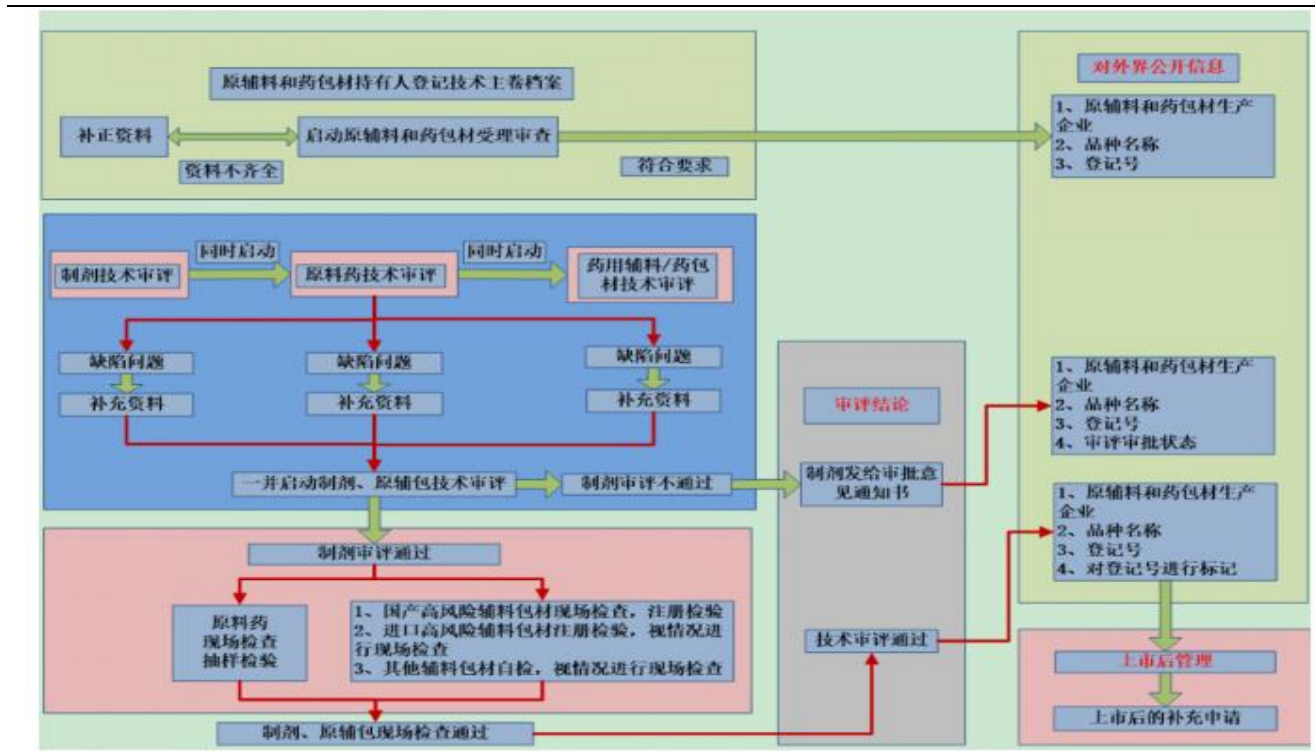 原辅料和药包材持有人登记技术主卷档案
补正资料
启动原辅料和药包材受理审查
资料不齐全
符合要求
对外界公开信息
1、原辅料和药包材生产
企业
2、品种名称
3、登记号
制剂技术审评
同时启动
原料药技术审评
同时启动
药用辅料/药包
材技术审评
缺陷问题
缺陷问题
缺陷问题
补充资料
补充资料
补充资料
一并启动制剂、原辅包技术审评
制剂审评不通过
审评结论
制剂发给审批意
见通知书
1、原辅料和药包材生产
企业
2、品种名称
3、登记号
4、审评审批状态
1、原辅料和药包材生产
企业
2、品种名称
3、登记号
4、对登记号进行标记
制剂审评通过
原料药
现场检查
抽样检验
1、国产高风险辅料包材现场检查，注册检验
2、进口高风险辅料包材注册检验，视情况进
行现场检查
3、其他辅料包材自检，视情况进行现场检查
制剂、原辅包现场检查通过
技术审评通过
上市后管理
上市后的补充申请